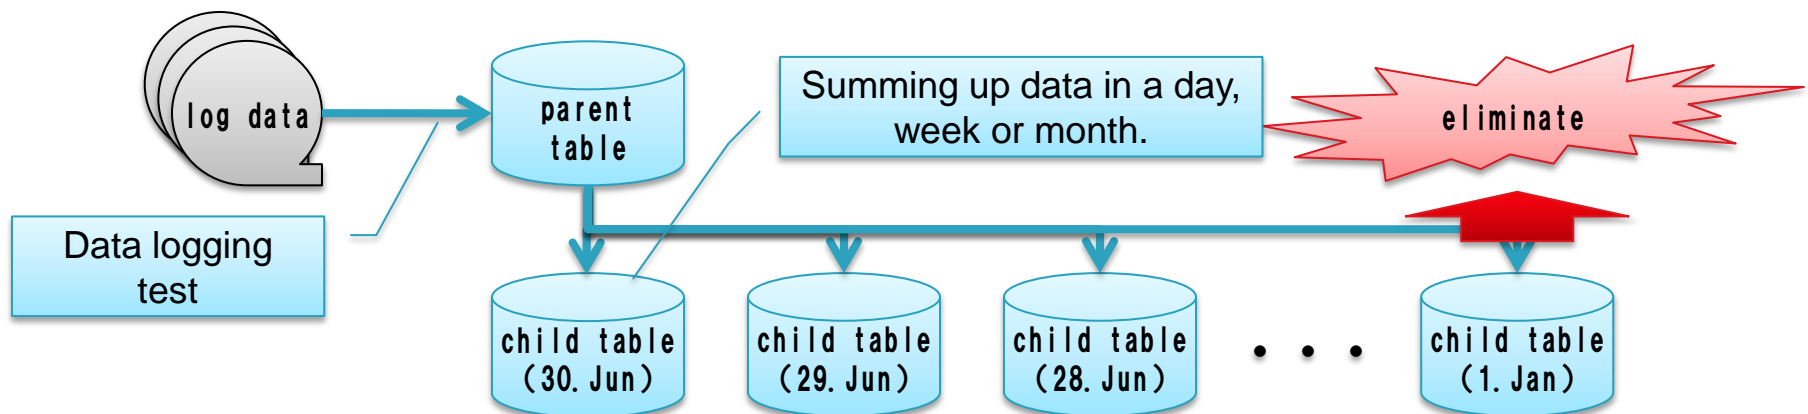 log data
parent
table
Summing up data in a day,
week or month.
eliminate
Data logging
test
child table
(30. Jun)
child table
(29. Jun)
child table
(28. Jun)
• • •
child table
(1. Jan)